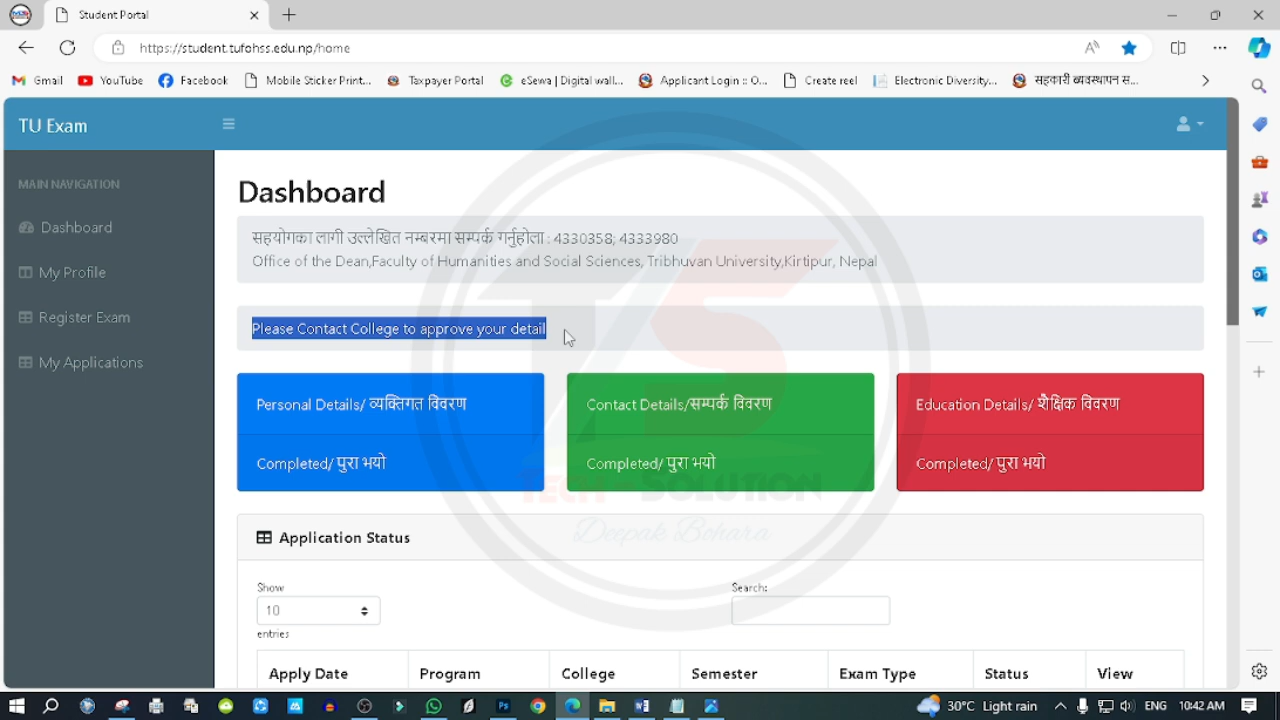 Student Portal
https://student.tufohss.edu.np/home
Gmail YouTube Facebook Mobile Sticker Print... Taxpayer Portal eSewa | Digital wall... Applicant Login :: O... Create reel Electronic Diversity... सहकारी ब्यवस्थापन स...
TU Exam
MAIN NAVIGATION
Dashboard
My Profile
Register Exam
My Applications
Dashboard
सहयोगका लागी उल्लेखित नम्बरमा सम्पर्क गर्नुहोला : 4330358; 4333980
Office of the Dean,Faculty of Humanities and Social Sciences, Tribhuvan University,Kirtipur, Nepal
Please Contact College to approve your detail
Personal Details/ व्यक्तिगत विवरण
Completed/ पुरा भयो
Contact Details/सम्पर्क विवरण
Completed/ पुरा भयो
Education Details/ शैक्षिक विवरण
Completed/ पुरा भयो
TECH-SOLUTION
Deepak Bohara
Application Status
Show
10
entries
Search:
Apply Date Program College Semester Exam Type Status View
30°C Light rain ENG 10:42 AM